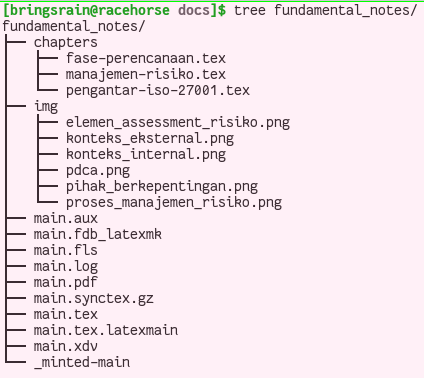 [bringsrain@racehorse docs]$ tree fundamental_notes/
fundamental_notes/
├── chapters
│   ├── fase-perencanaan.tex
│   ├── manajemen-risiko.tex
│   └── pengantar-iso-27001.tex
├── img
│   ├── elemen_assessment_risiko.png
│   ├── konteks_eksternal.png
│   ├── konteks_internal.png
│   ├── pdca.png
│   ├── pihak_berkepentingan.png
│   └── proses_manajemen_risiko.png
├── main.aux
├── main.fdb_latexmk
├── main.fls
├── main.log
├── main.pdf
├── main.synctex.gz
├── main.tex
├── main.tex.latexmain
├── main.xdv
└── _minted-main